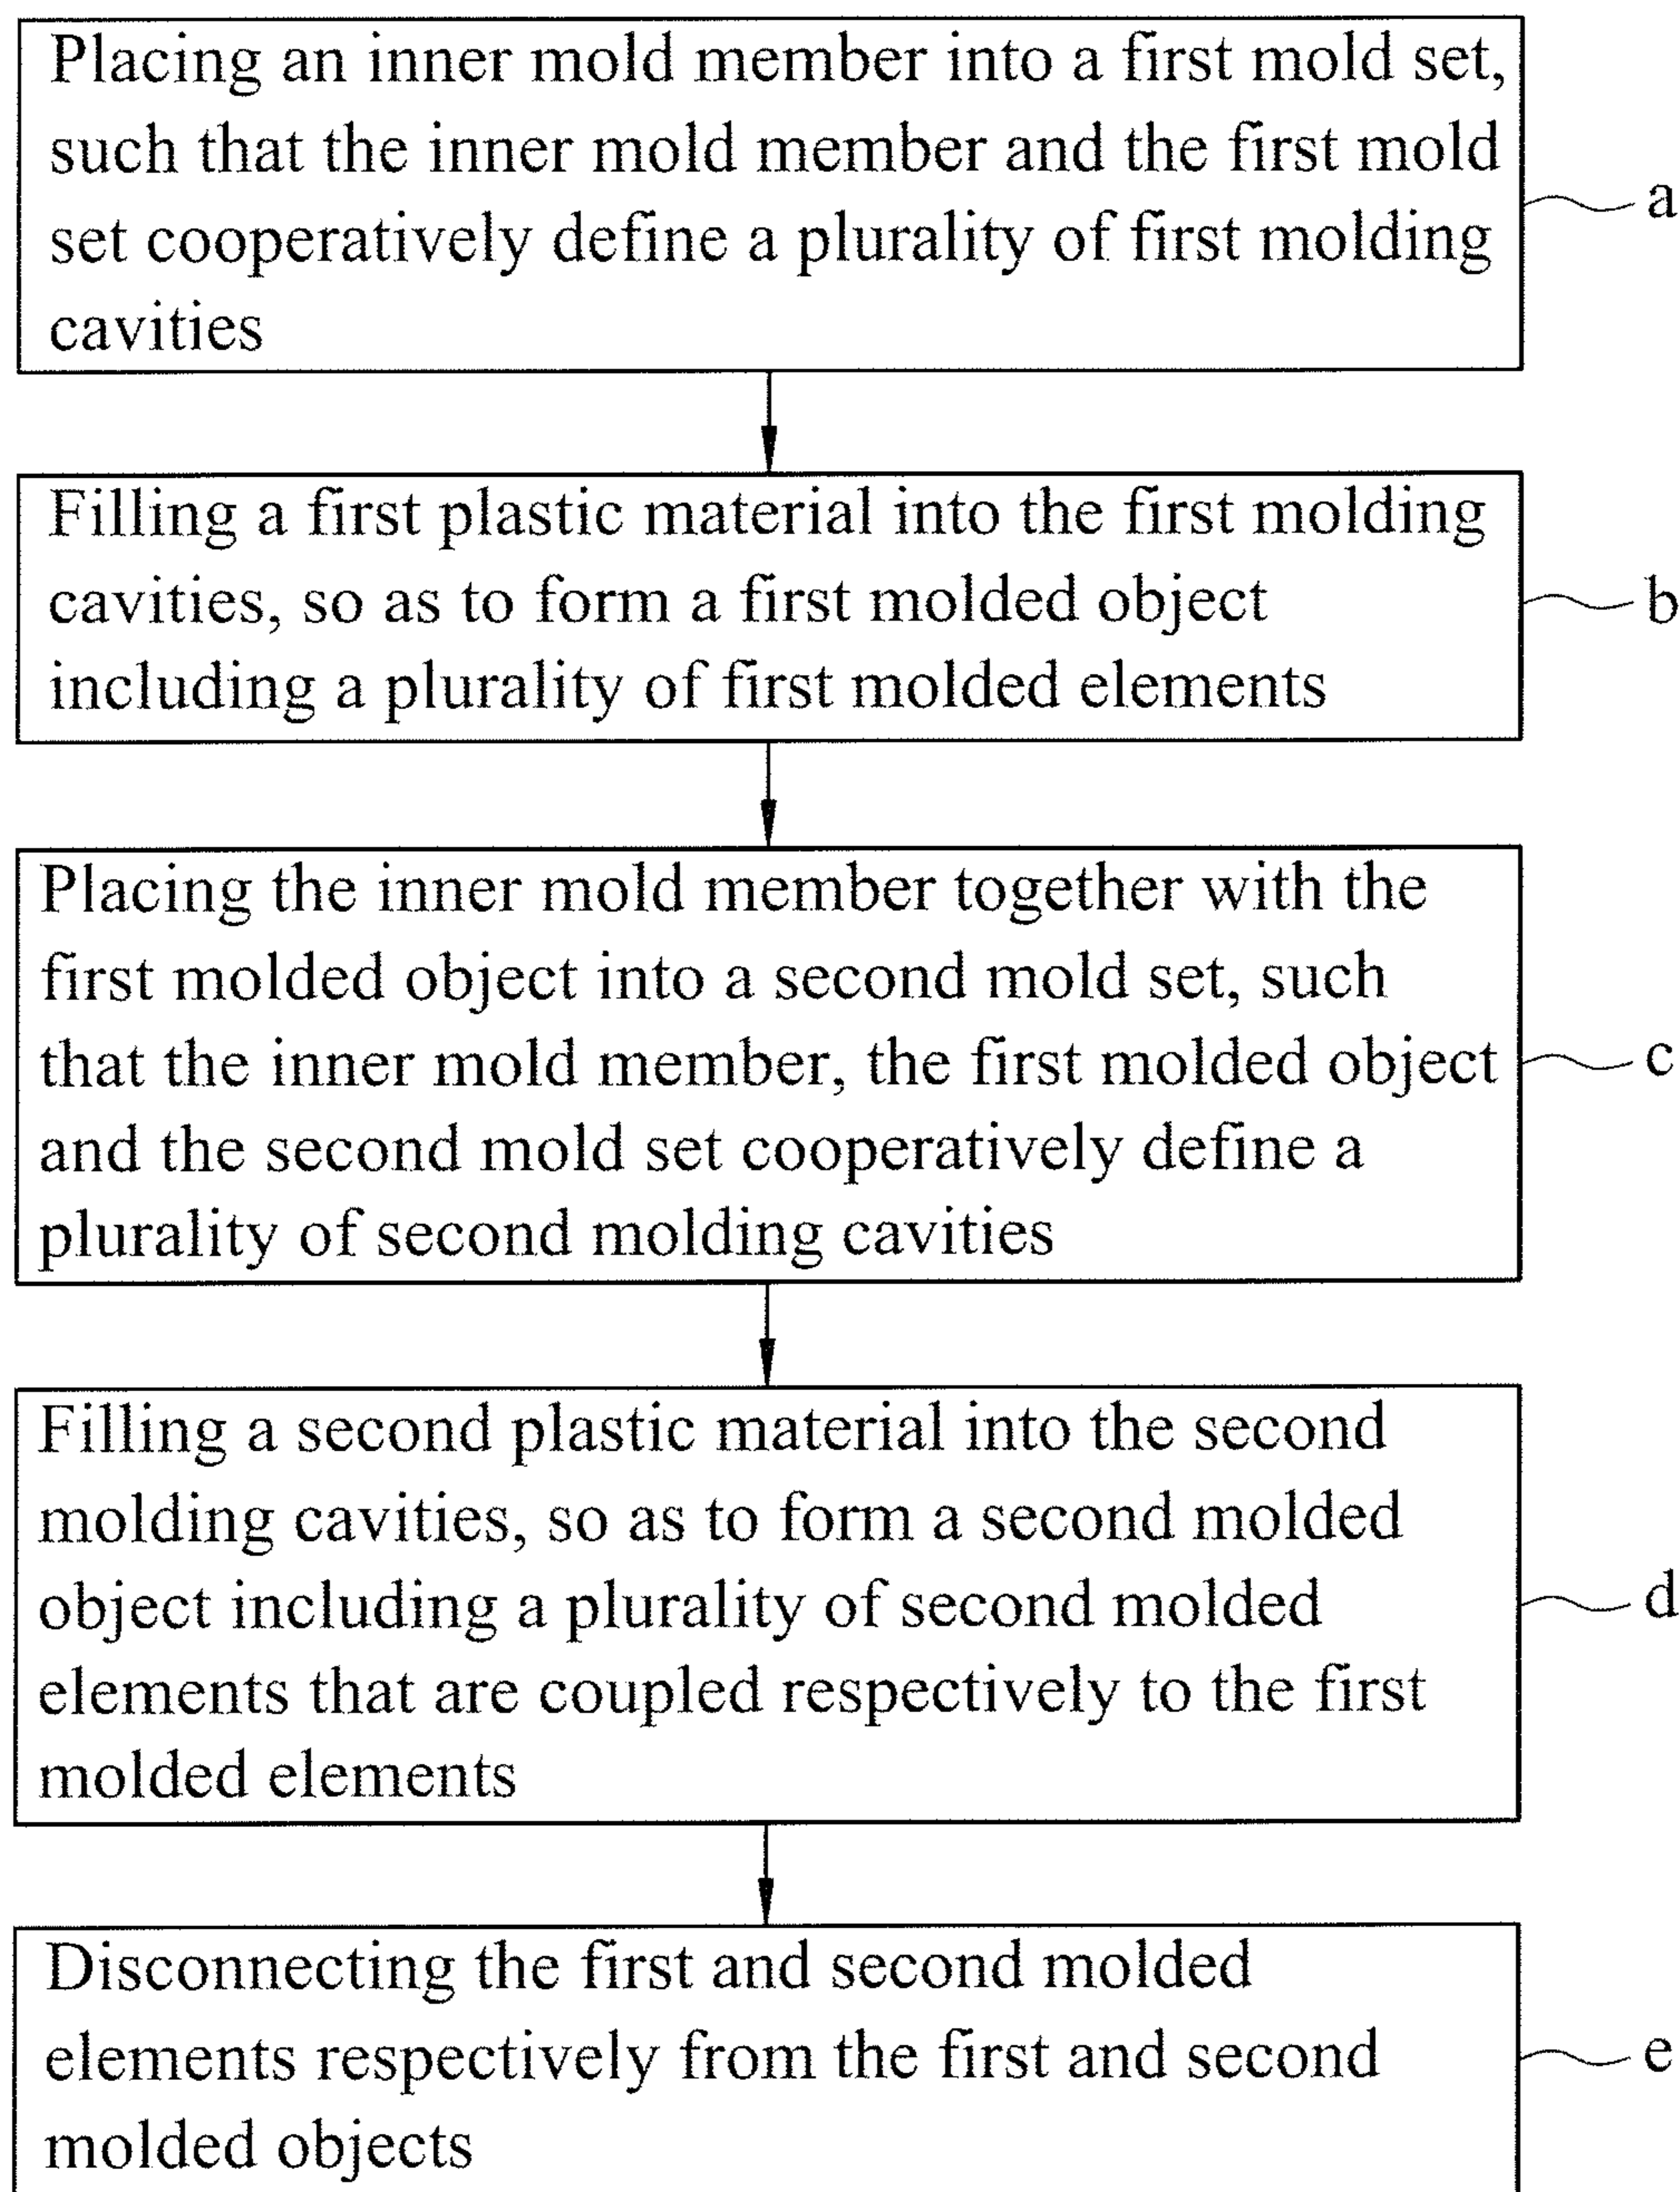 Placing an inner mold member into a first mold set,
such that the inner mold member and the first mold
set cooperatively define a plurality of first molding
cavities
a
Filling a first plastic material into the first molding
cavities, so as to form a first molded object
including a plurality of first molded elements
b
Placing the inner mold member together with the
first molded object into a second mold set, such
that the inner mold member, the first molded object
and the second mold set cooperatively define a
plurality of second molding cavities
c
Filling a second plastic material into the second
molding cavities, so as to form a second molded
object including a plurality of second molded
elements that are coupled respectively to the first
molded elements
d
Disconnecting the first and second molded
elements respectively from the first and second
molded objects
e